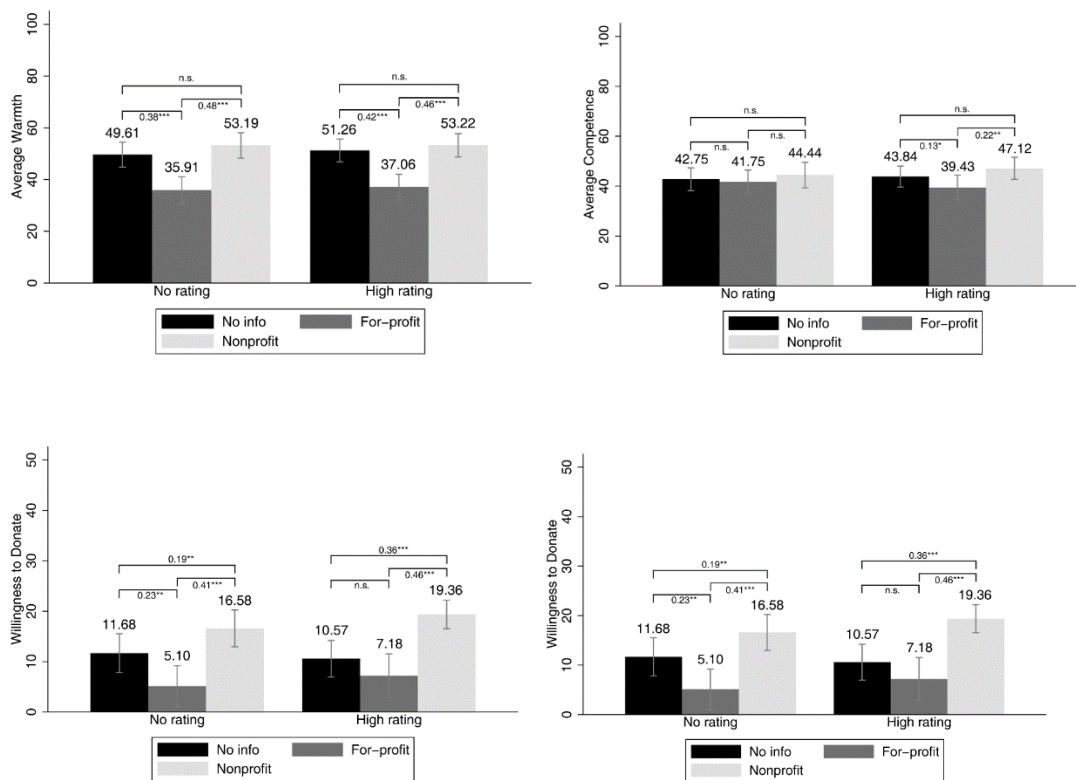 100
80
60
40
20
0
Average Warmth
n.s.
n.s.
0.38***
0.48***
0.42***
0.46***
49.61
35.91
53.19
51.26
37.06
53.22
No rating
High rating
No info
For-profit
Nonprofit
100
80
60
40
20
0
Average Competence
n.s.
n.s.
n.s.
n.s.
0.13*
0.22**
42.75
41.75
44.44
43.84
39.43
47.12
No rating
High rating
No info
For-profit
Nonprofit
50
40
30
20
10
0
Willingness to Donate
0.19**
0.36***
0.23**
0.41***
n.s.
0.46***
11.68
5.10
16.58
10.57
7.18
19.36
No rating
High rating
No info
For-profit
Nonprofit
50
40
30
20
10
0
Willingness to Donate
0.19**
0.36***
0.23**
0.41***
n.s.
0.46***
11.68
5.10
16.58
10.57
7.18
19.36
No rating
High rating
No info
For-profit
Nonprofit